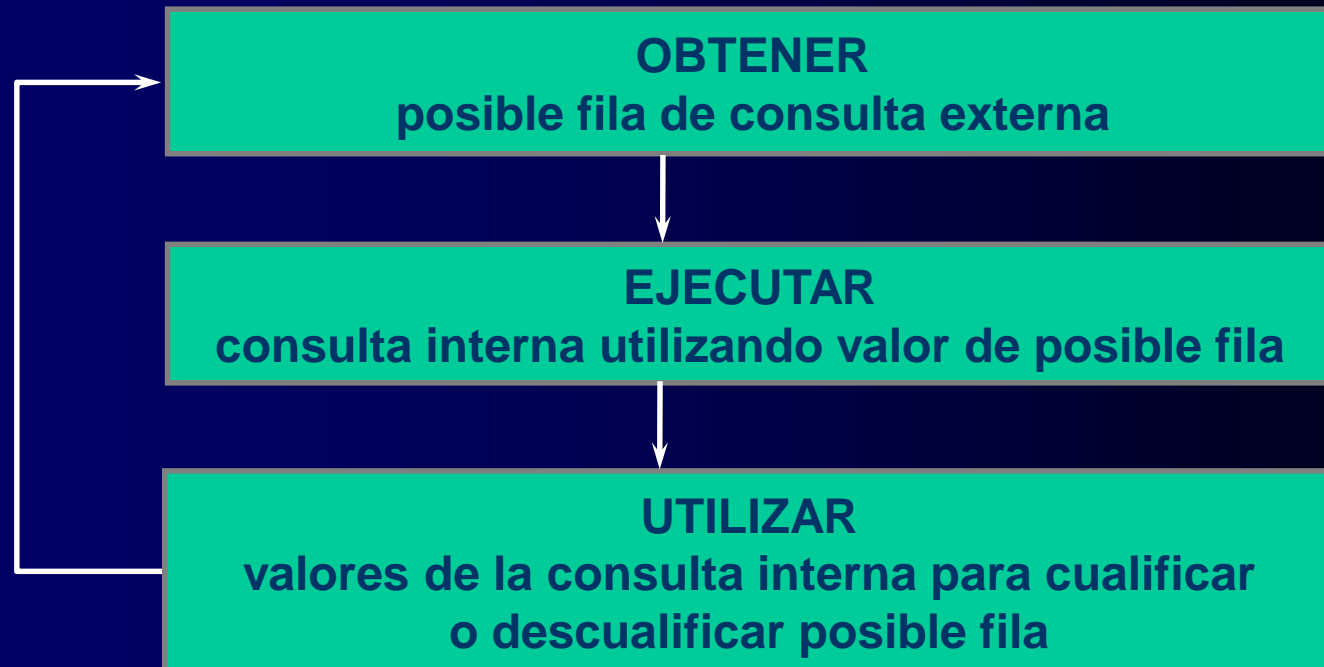 OBTENER
posible fila de consulta externa
EJECUTAR
consulta interna utilizando valor de posible fila
UTILIZAR
valores de la consulta interna para cualificar
o descualificar posible fila